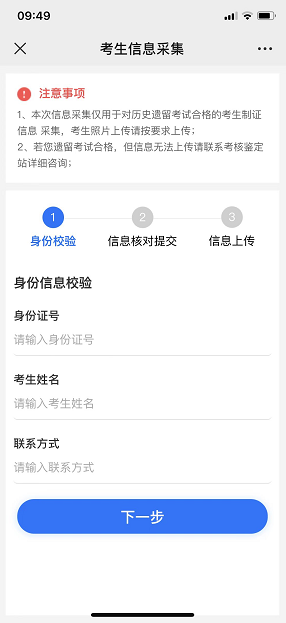 09:49
考生信息采集
注意事项
1、本次信息采集仅用于对历史遗留考试合格的考生制证
信息 采集，考生照片上传请按要求上传；
2、若您遗留考试合格，但信息无法上传请联系考核鉴定
站详细咨询；
1 2 3
身份校验 信息核对提交 信息上传
身份信息校验
身份证号
请输入身份证号
考生姓名
请输入考生姓名
联系方式
请输入联系方式
下一步